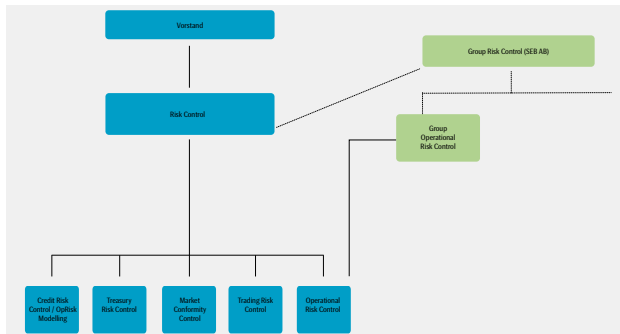 Vorstand
Group Risk Control (SEB AB)
Risk Control
Group
Operational
Risk Control
Credit Risk
Control / OpRisk
Modelling
Treasury
Risk Control
Market
Conformity
Control
Trading Risk
Control
Operational
Risk Control